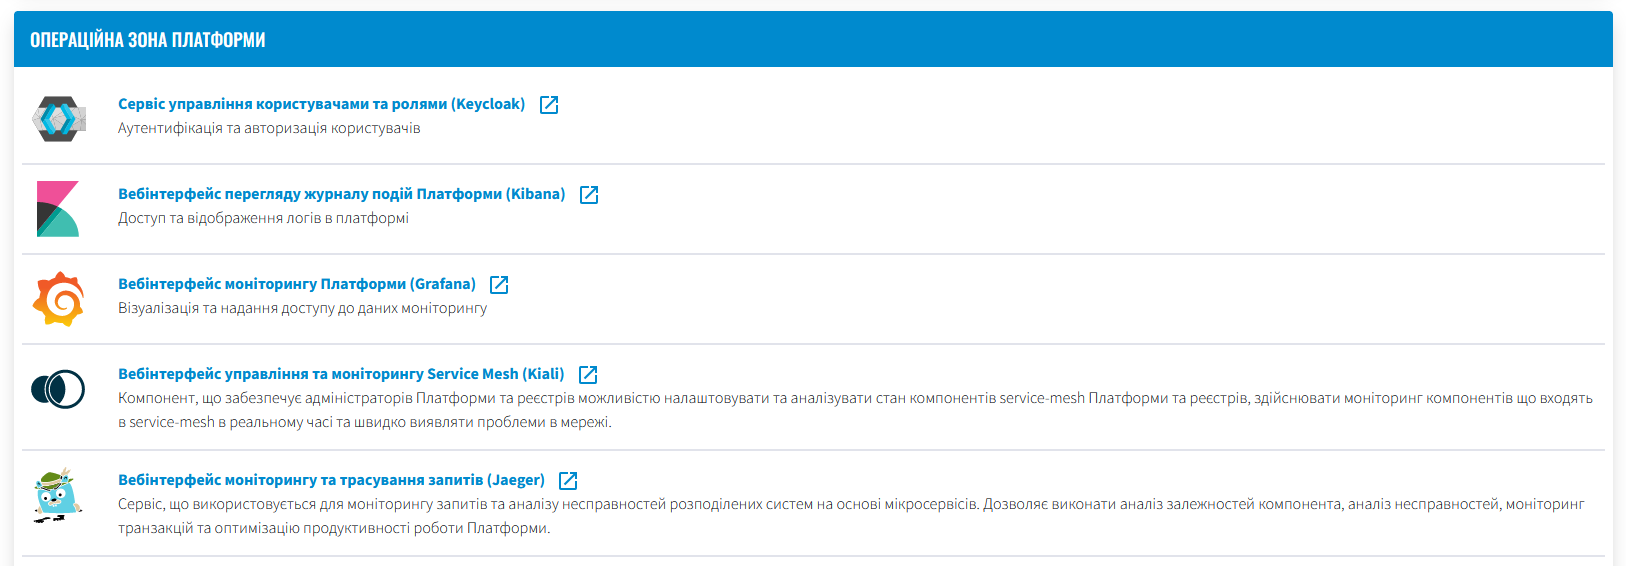 ОПЕРАЦІЙНА ЗОНА ПЛАТФОРМИ
Сервіс управління користувачами та ролями (Keycloak)
Аутентифікація та авторизація користувачів
Вебінтерфейс перегляду журналу подій Платформи (Kibana)
Доступ та відображення логів в платформі
Вебінтерфейс моніторингу Платформи (Grafana)
Візуалізація та надання доступу до даних моніторингу
Вебінтерфейс управління та моніторингу Service Mesh (Kiali)
Компонент, що забезпечує адміністраторів Платформи та реєстрів можливістю налаштовувати та аналізувати стан компонентів service-mesh Платформи та реєстрів, здійснювати моніторинг компонентів що входять
в service-mesh в реальному часі та швидко виявляти проблеми в мережі.
Вебінтерфейс моніторингу та трасування запитів (Jaeger)
Сервіс, що використовується для моніторингу запитів та аналізу несправностей розподілених систем на основі мікросервісів. Дозволяє виконати аналіз залежностей компонента, аналіз несправностей, моніторинг
транзакцій та оптимізацію продуктивності роботи Платформи.